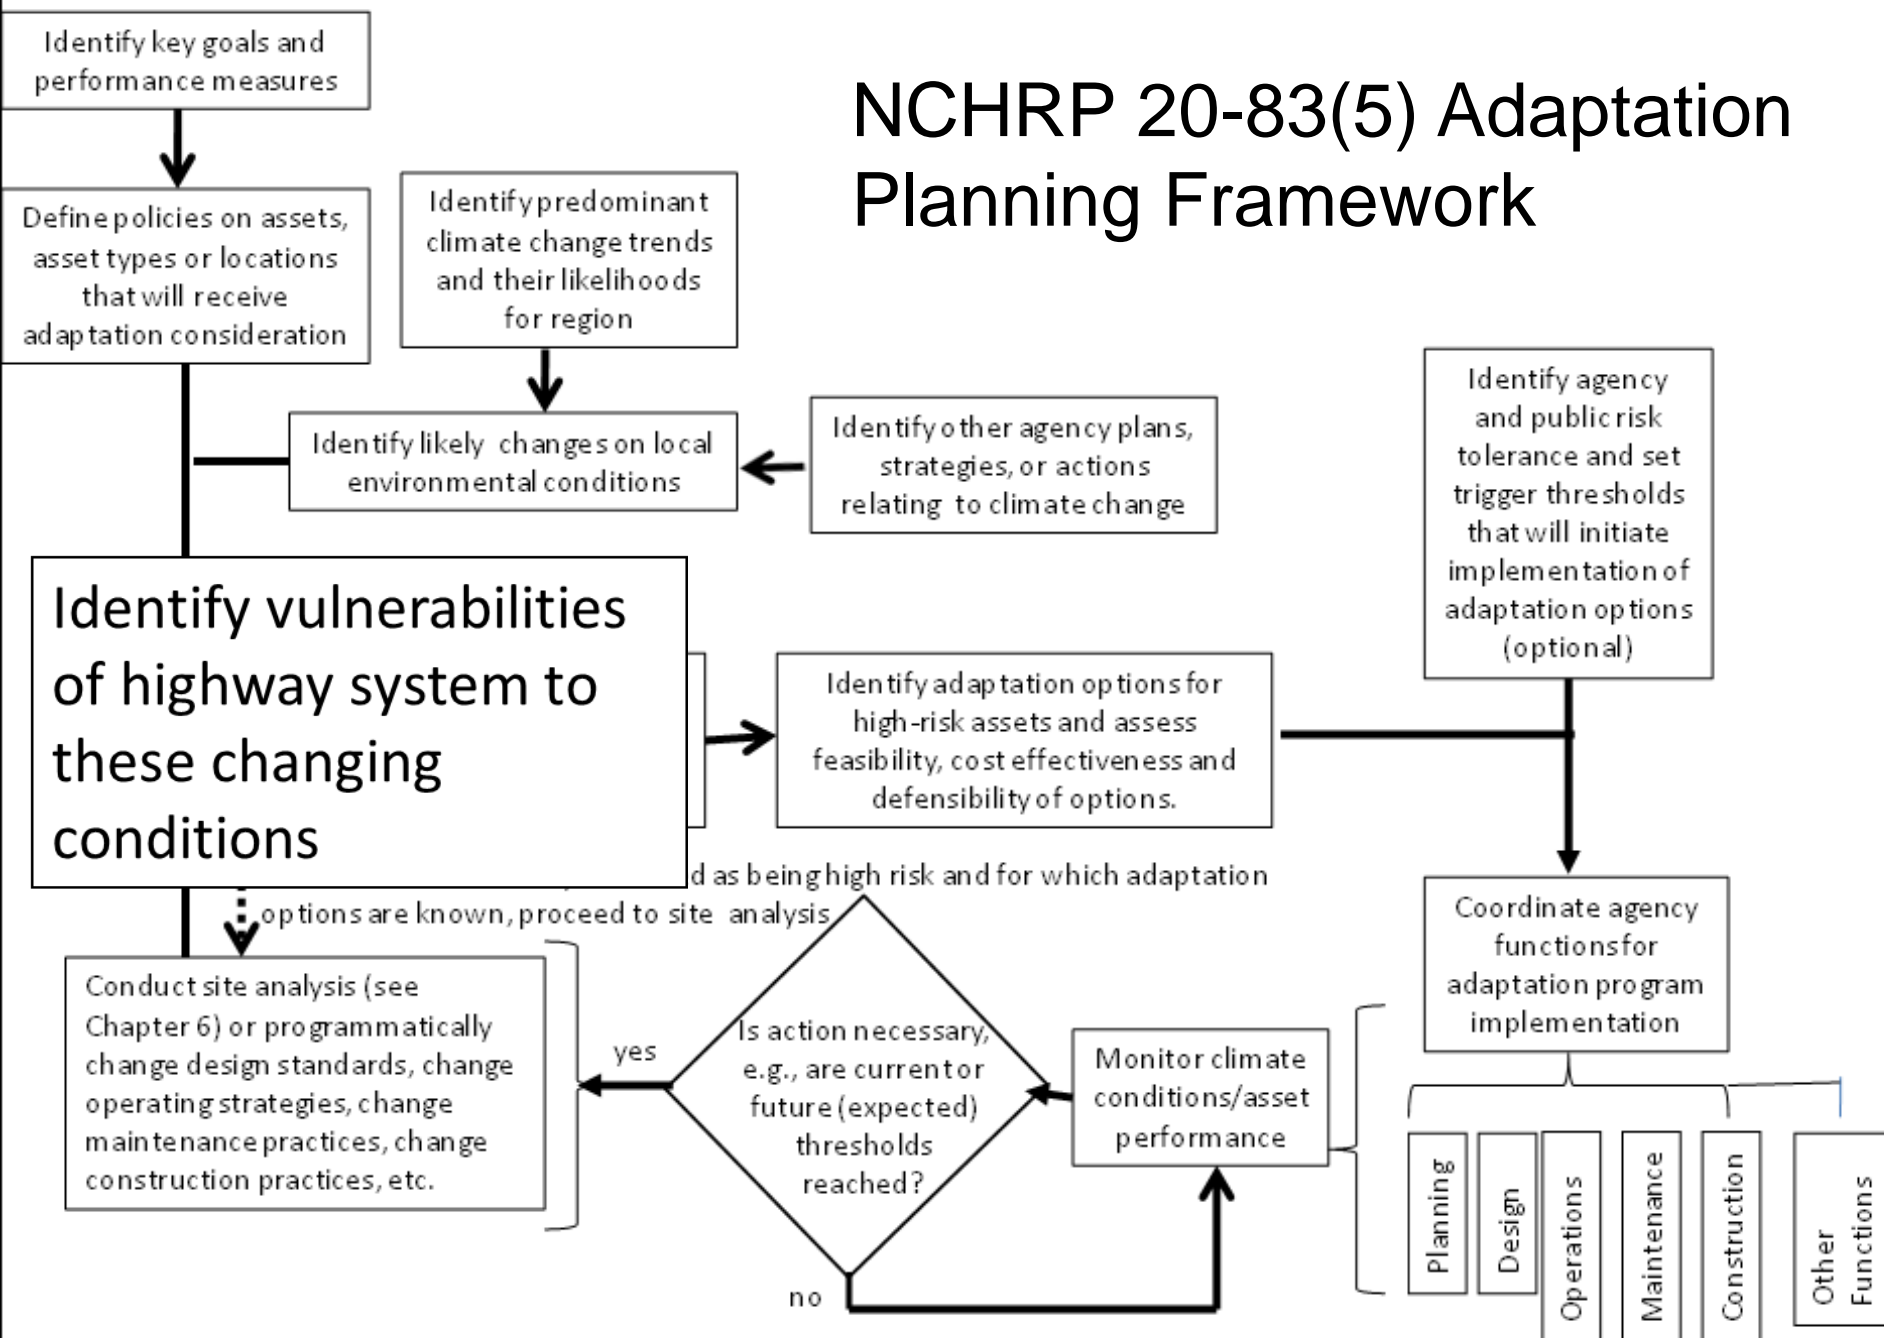 Identify key goals and
performance measures
NCHRP 20-83(5) Adaptation
Planning Framework
Define policies on assets,
asset types or locations
that will receive
adaptation consideration
Identify predominant
climate change trends
and their likelihoods
for region
Identify likely changes on local
environmental conditions
Identify other agency plans,
strategies, or actions
relating to climate change
Identify agency
and public risk
tolerance and set
trigger thresholds
that will initiate
implementation of
adaptation options
(optional)
Identify vulnerabilities
of highway system to
these changing
conditions
Identify adaptation options for
high-risk assets and assess
feasibility, cost effectiveness and
defensibility of options.
as being high risk and for which adaptation
options are known, proceed to site analysis
Coordinate agency
functions for
adaptation program
implementation
Conduct site analysis (see
Chapter 6) or programmatically
change design standards, change
operating strategies, change
maintenance practices, change
construction practices, etc.
yes
Is action necessary,
e.g., are current or
future (expected)
thresholds
reached?
no
Monitor climate
conditions/asset
performance
Planning
Design
Operations
Maintenance
Construction
Other
Functions